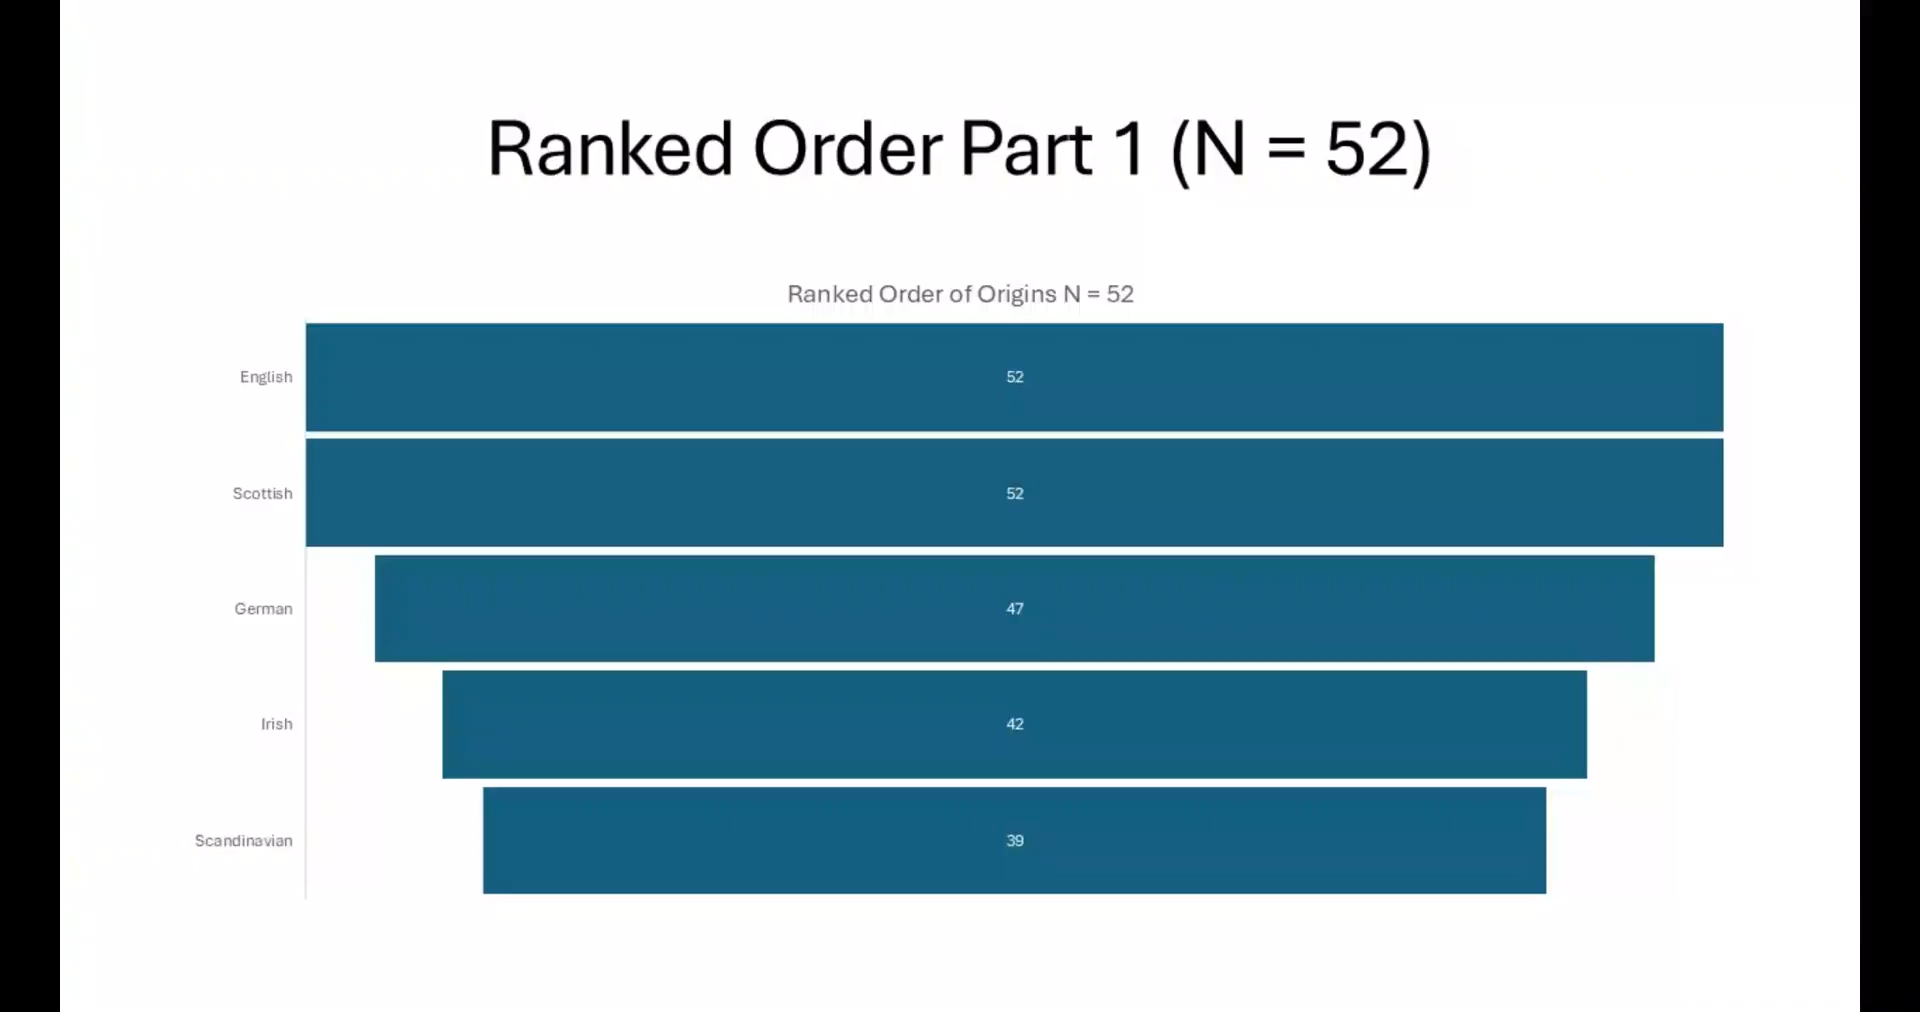 Ranked Order Part 1 (N = 52)
Ranked Order of Origins N = 52
English 52
Scottish 52
German 47
Irish 42
Scandinavian 39